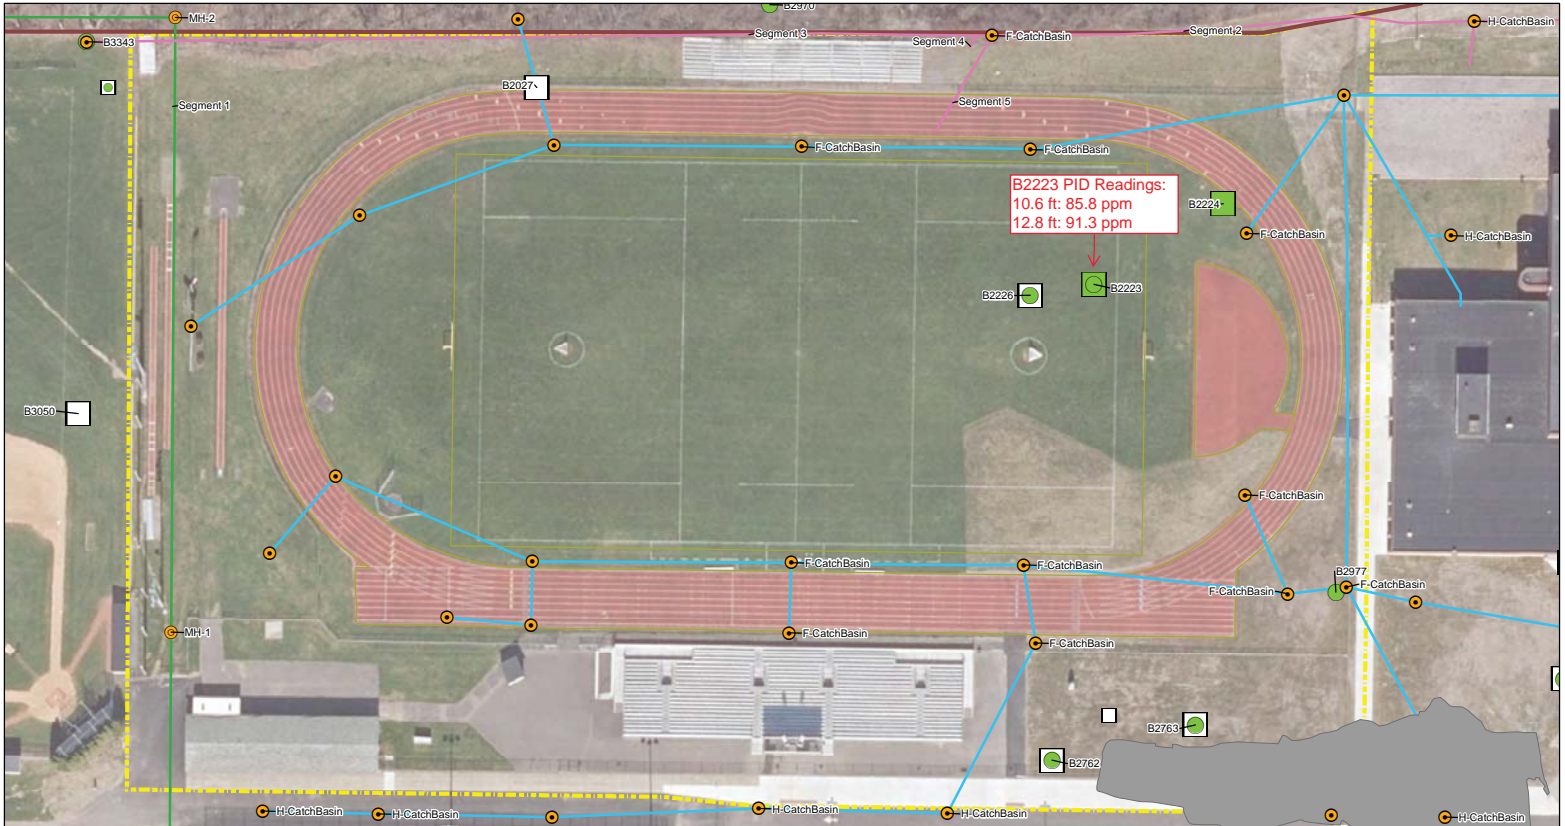 B2970
MH-2
H-CatchBasin
Segment 3
Segment 2
F-CatchBasin
B3343
Segment 4
B2027
Segment 1
Segment 5
F-CatchBasin
F-CatchBasin
B2223 PID Readings:
10.6 ft: 85.8 ppm
12.8 ft: 91.3 ppm
B2224
F-CatchBasin
H-CatchBasin
B2223
B2226
B3050
F-CatchBasin
F-CatchBasin
F-CatchBasin
B2977
F-CatchBasin
F-CatchBasin
MH-1
F-CatchBasin
F-CatchBasin
B2763
B2762
H-CatchBasin
H-CatchBasin
H-CatchBasin
H-CatchBasin
H-CatchBasin